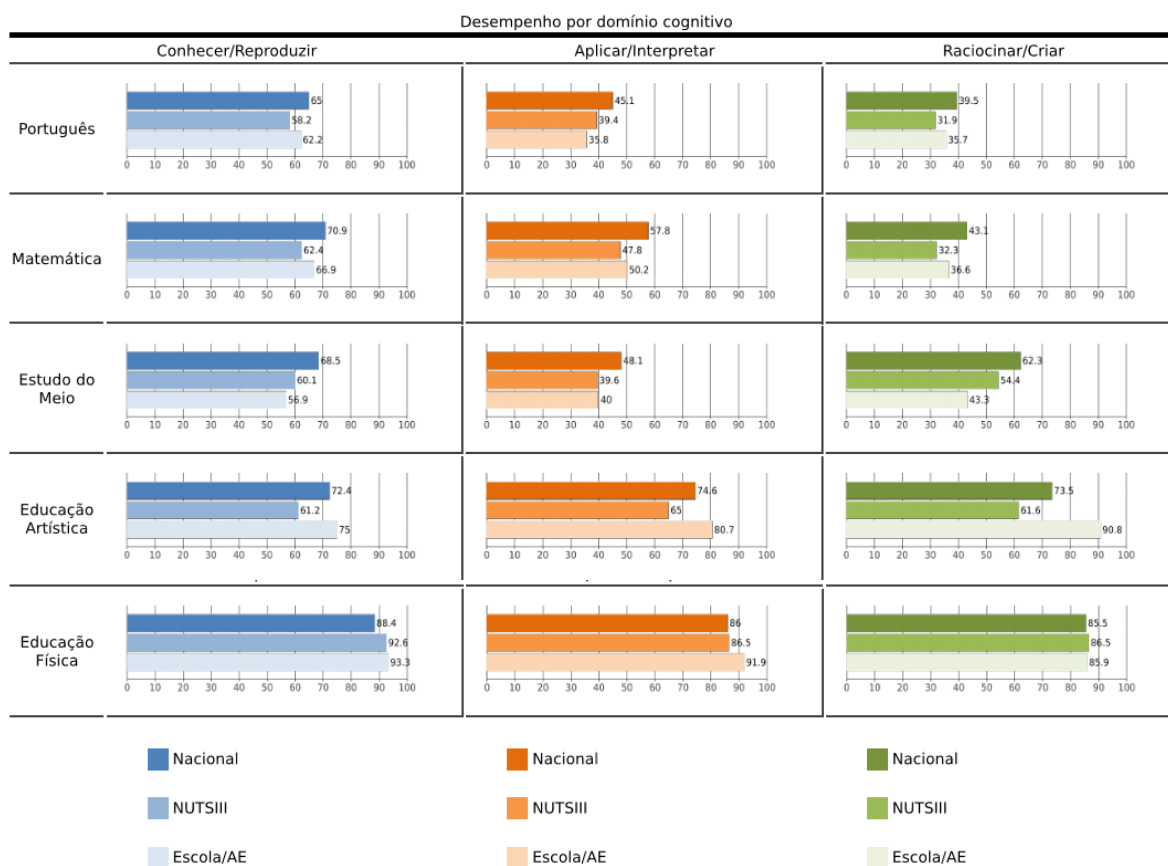 Desempenho por domínio cognitivo
Conhecer/Reproduzir Aplicar/Interpretar Raciocinar/Criar
Português
65
58.2
62.2
0 10 20 30 40 50 60 70 80 90 100
45.1
39.4
35.8
0 10 20 30 40 50 60 70 80 90 100
39.5
31.9
35.7
0 10 20 30 40 50 60 70 80 90 100
Matemática
70.9
62.4
66.9
0 10 20 30 40 50 60 70 80 90 100
57.8
47.8
50.2
0 10 20 30 40 50 60 70 80 90 100
43.1
32.3
36.6
0 10 20 30 40 50 60 70 80 90 100
Estudo do
Meio
68.5
60.1
56.9
0 10 20 30 40 50 60 70 80 90 100
48.1
39.6
40
0 10 20 30 40 50 60 70 80 90 100
62.3
54.4
43.3
0 10 20 30 40 50 60 70 80 90 100
Educação
Artística
72.4
61.2
75
0 10 20 30 40 50 60 70 80 90 100
74.6
65
80.7
0 10 20 30 40 50 60 70 80 90 100
73.5
61.6
90.8
0 10 20 30 40 50 60 70 80 90 100
Educação
Física
88.4
92.6
93.3
0 10 20 30 40 50 60 70 80 90 100
86
86.5
91.9
0 10 20 30 40 50 60 70 80 90 100
85.5
86.5
85.9
0 10 20 30 40 50 60 70 80 90 100
Nacional Nacional Nacional
NUTSIII NUTSIII NUTSIII
Escola/AE Escola/AE Escola/AE